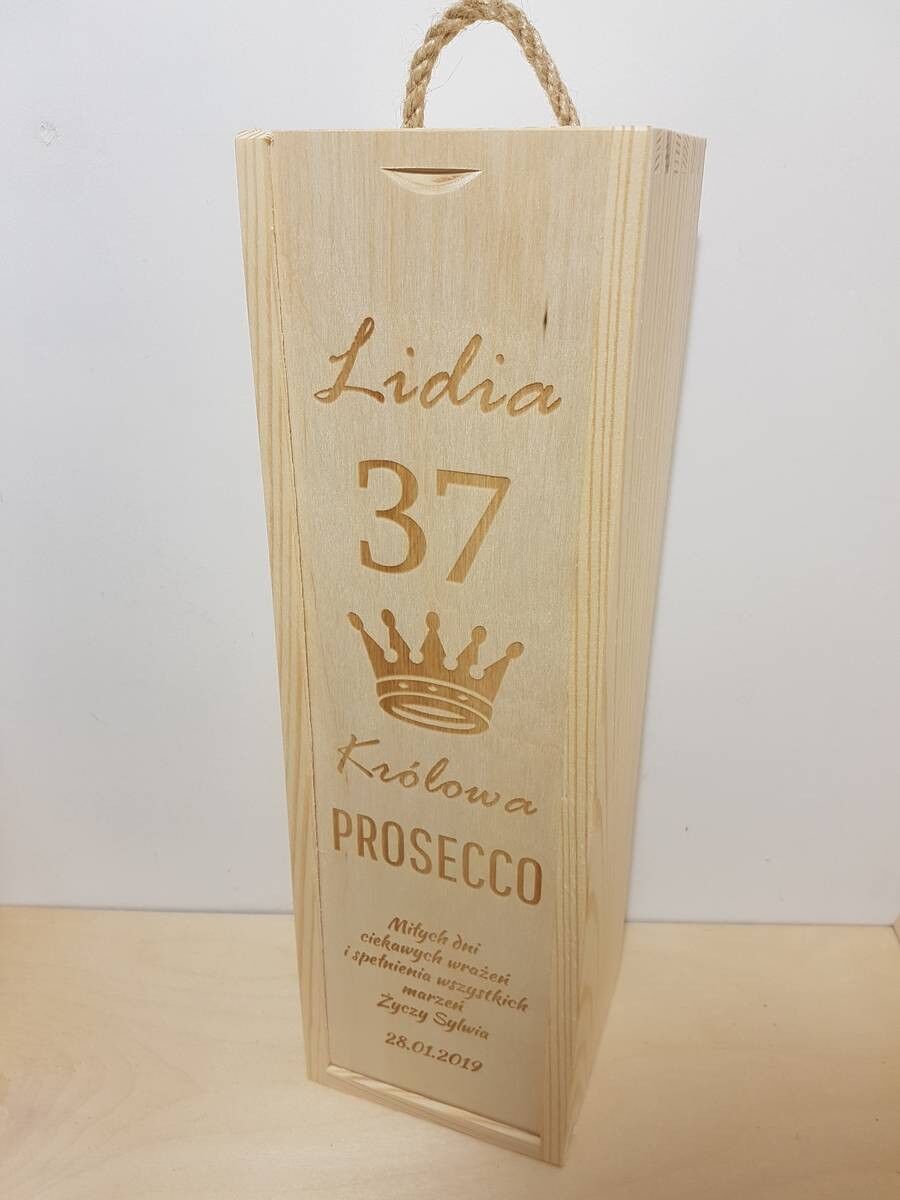 Lidia
37
Królowa
PROSECCO
Miłych dni
ciekawych wrażeń
i spełnienia wszystkich
marzeń
Życzy Sylwia
28.01.2019